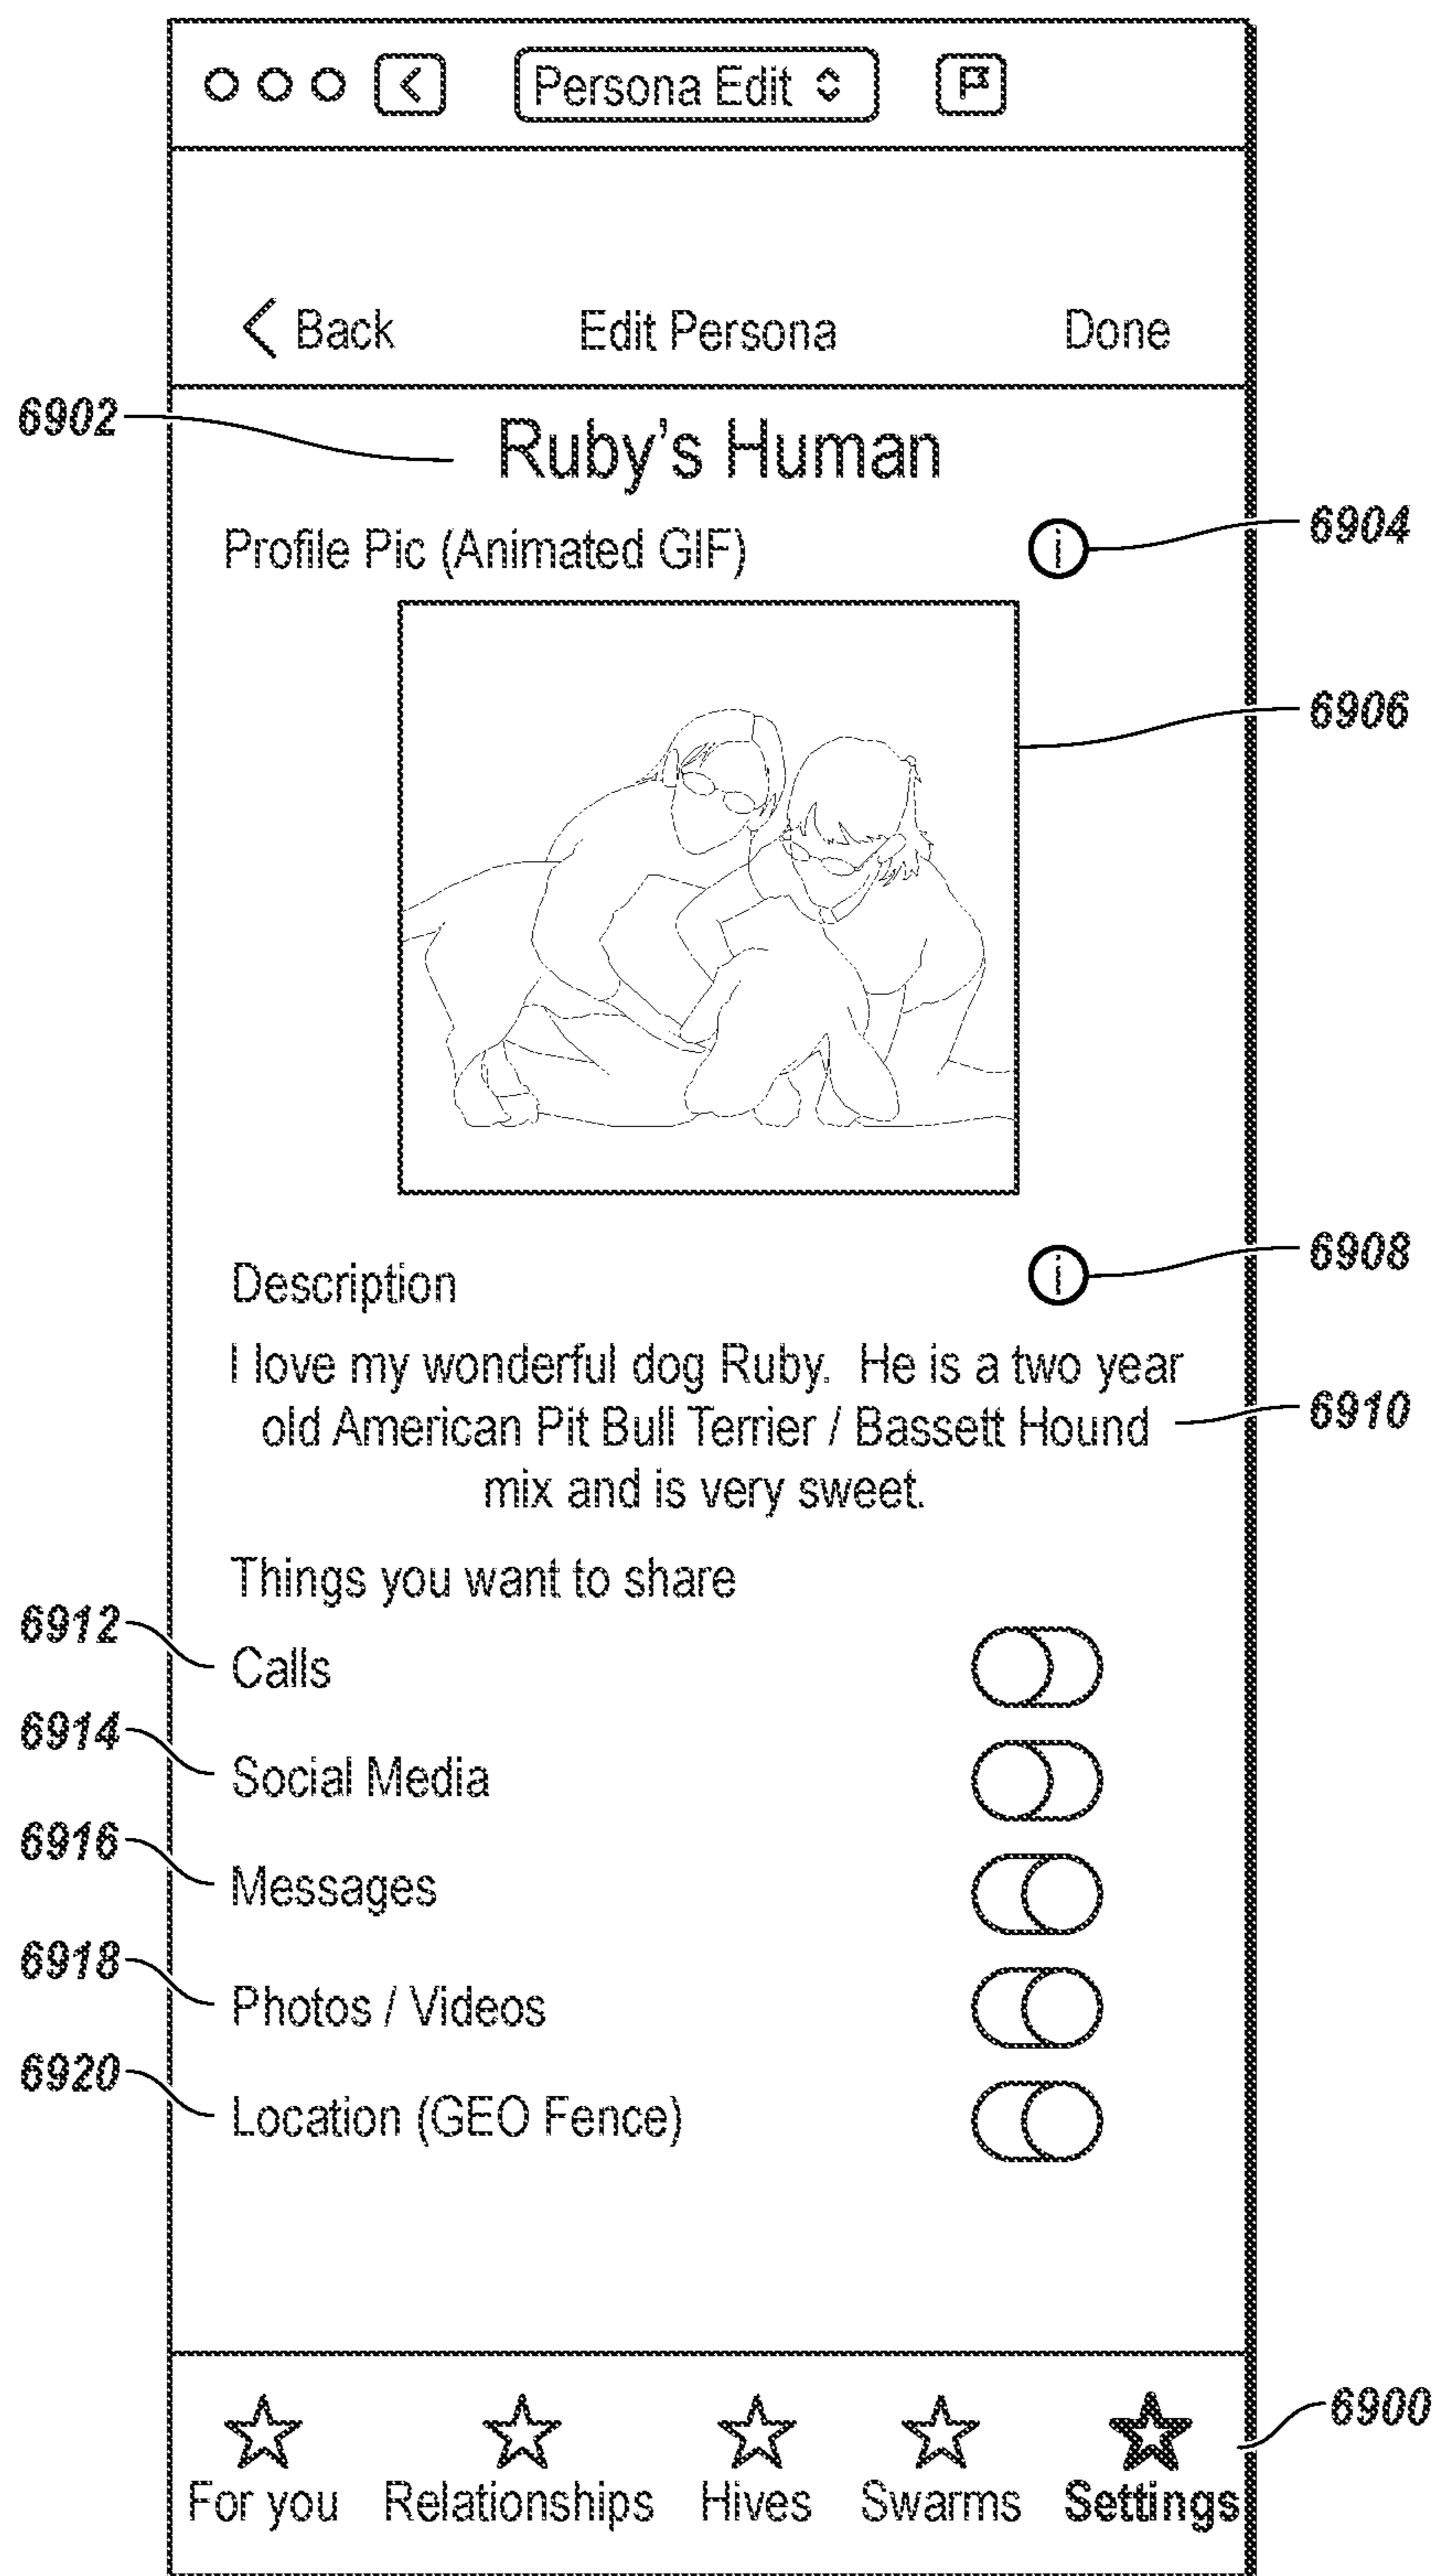 Persona Edit
Back Edit Persona Done
6902
Ruby's Human
Profile Pic (Animated GIF)
6904
6906
Description
6908
I love my wonderful dog Ruby. He is a two year
old American Pit Bull Terrier / Bassett Hound
6910
mix and is very sweet.
Things you want to share
6912
Calls
6914
Social Media
6916
Messages
6918
Photos / Videos
6920
Location (GEO Fence)
6900
For you Relationships Hives Swarms Settings